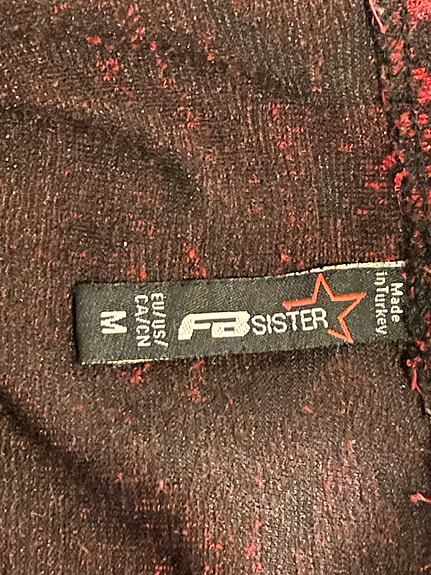 FB SISTER
Made
in Turkey
EU/US/
CA/CN
M